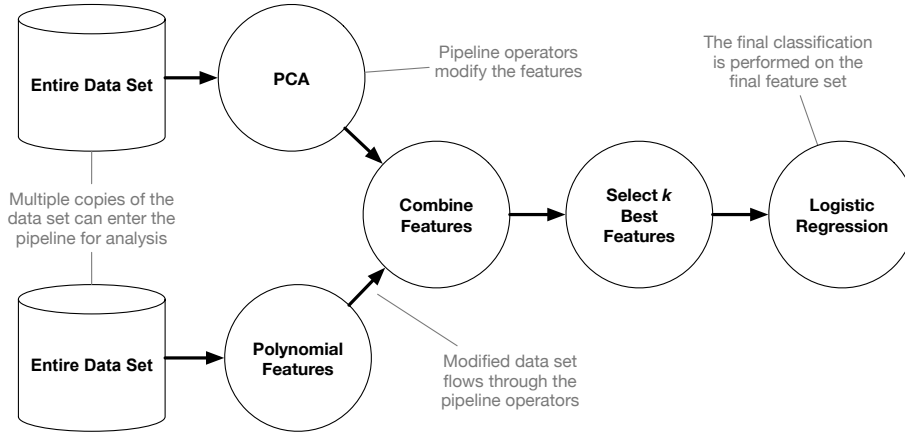 Entire Data Set
PCA
Pipeline operators
modify the features
The final classification
is performed on the
final feature set
Multiple copies of the
data set can enter the
pipeline for analysis
Combine
Features
Select k
Best
Features
Logistic
Regression
Entire Data Set
Polynomial
Features
Modified data set
flows through the
pipeline operators